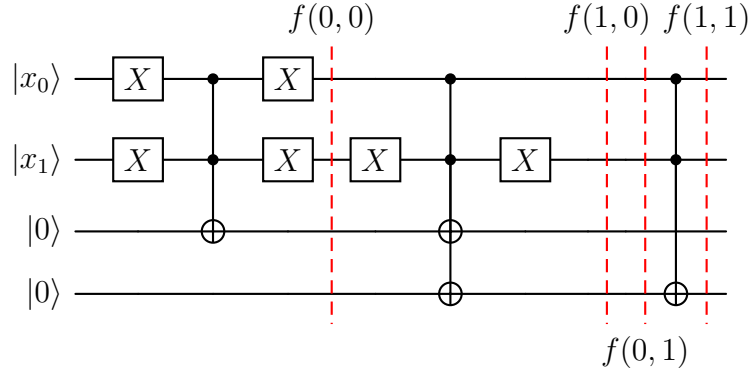 f(0,0) f(1,0) f(1,1)
|x₀⟩ X X
|x₁⟩ X X X X
|0⟩
|0⟩
f(0,1)